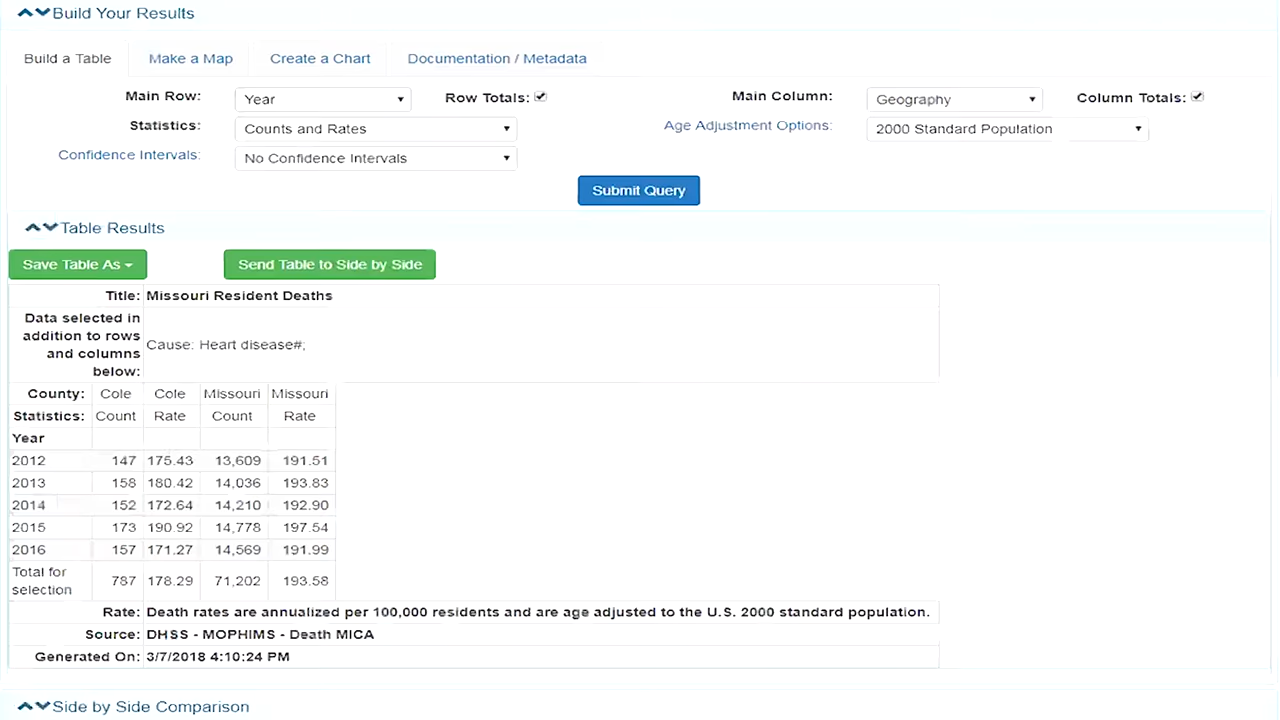 Build Your Results
Build a Table Make a Map Create a Chart Documentation / Metadata
Main Row: Year Row Totals: Main Column: Geography Column Totals:
Statistics: Counts and Rates Age Adjustment Options: 2000 Standard Population
Confidence Intervals: No Confidence Intervals
Submit Query
Table Results
Save Table As Send Table to Side by Side
Title: Missouri Resident Deaths
Data selected in
addition to rows
and columns
below:
Cause: Heart disease#;
County: Cole Cole Missouri Missouri
Statistics: Count Rate Count Rate
Year
2012 147 175.43 13,609 191.51
2013 158 180.42 14,036 193.83
2014 152 172.64 14,210 192.90
2015 173 190.92 14,778 197.54
2016 157 171.27 14,569 191.99
Total for
selection 787 178.29 71,202 193.58
Rate: Death rates are annualized per 100,000 residents and are age adjusted to the U.S. 2000 standard population.
Source: DHSS - MOPHIMS - Death MICA
Generated On: 3/7/2018 4:10:24 PM
Side by Side Comparison